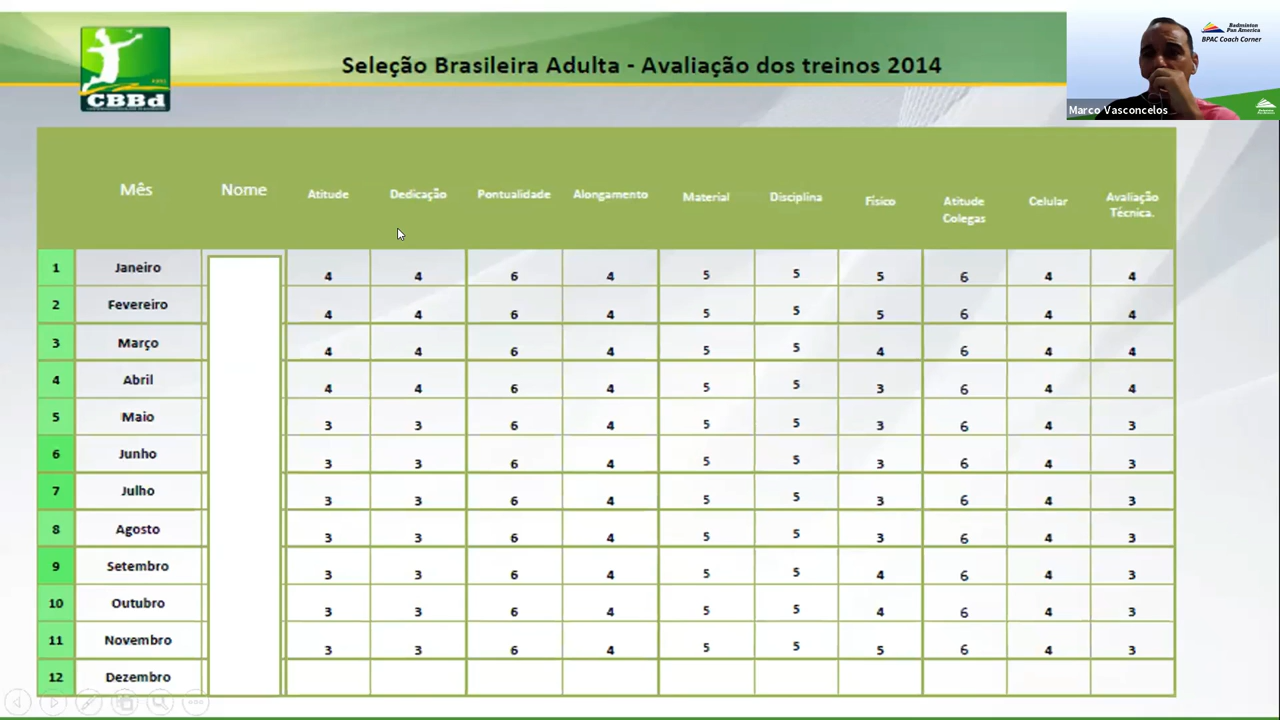 CBBd
Seleção Brasileira Adulta - Avaliação dos treinos 2014
Badminton
Pan America
BPAC Coach Corner
Marco Vasconcelos
Mês Nome Atitude Dedicação Pontualidade Alongamento Material Disciplina Físico Atitude Colegas Celular Avaliação Técnica.
1 Janeiro 4 4 6 4 5 5 5 6 4 4
2 Fevereiro 4 4 6 4 5 5 5 6 4 4
3 Março 4 4 6 4 5 5 4 6 4 4
4 Abril 4 4 6 4 5 5 3 6 4 4
5 Maio 3 3 6 4 5 5 3 6 4 3
6 Junho 3 3 6 4 5 5 3 6 4 3
7 Julho 3 3 6 4 5 5 3 6 4 3
8 Agosto 3 3 6 4 5 5 3 6 4 3
9 Setembro 3 3 6 4 5 5 4 6 4 3
10 Outubro 3 3 6 4 5 5 4 6 4 3
11 Novembro 3 3 6 4 5 5 5 6 4 3
12 Dezembro